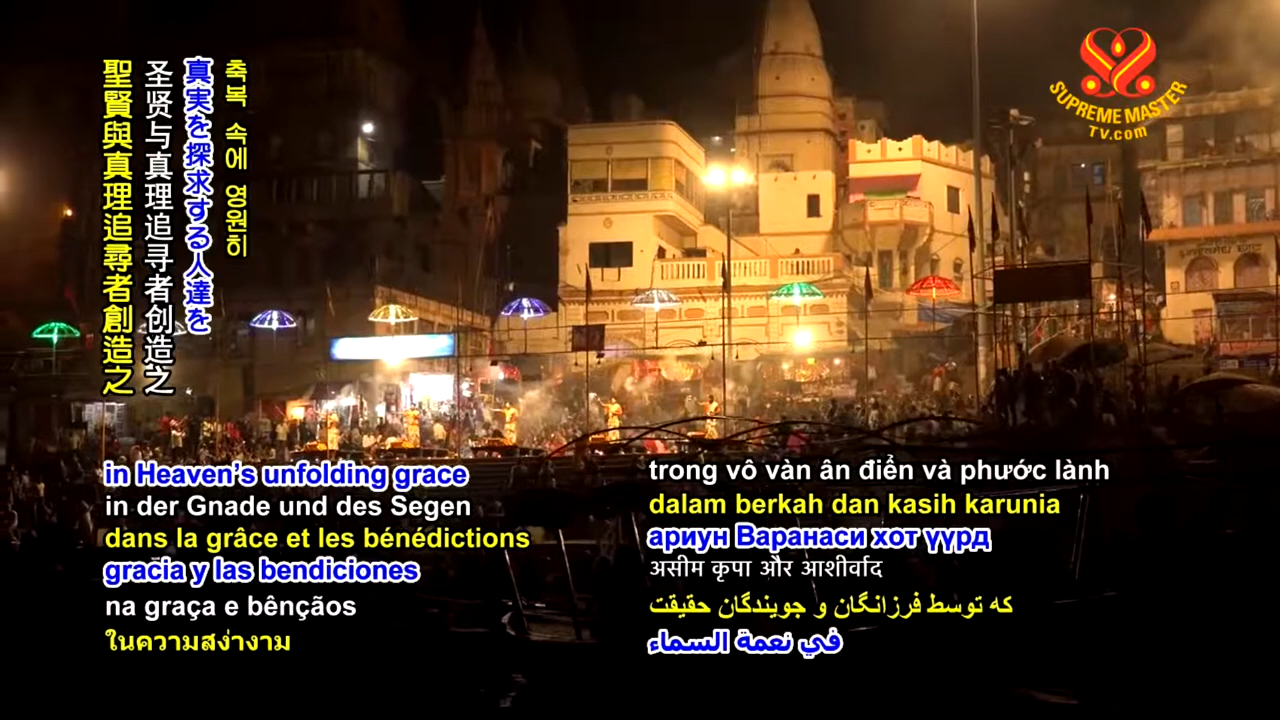 聖賢與真理追尋者創造之
圣贤与真理追寻者创造之
真実を探求する人達を
축복 속에 영원히
SUPREME MASTER
TV.com
in Heaven's unfolding grace
in der Gnade und des Segen
dans la grâce et les bénédictions
gracia y las bendiciones
na graça e bênçãos
ในความสง่างาม
trong vô vàn ân điển và phước lành
dalam berkah dan kasih karunia
ариун Варанаси хот үүрд
असीम कृपा और आशीर्वाद
که توسط فرزانگان و جویندگان حقیقت
في نعمة السماء